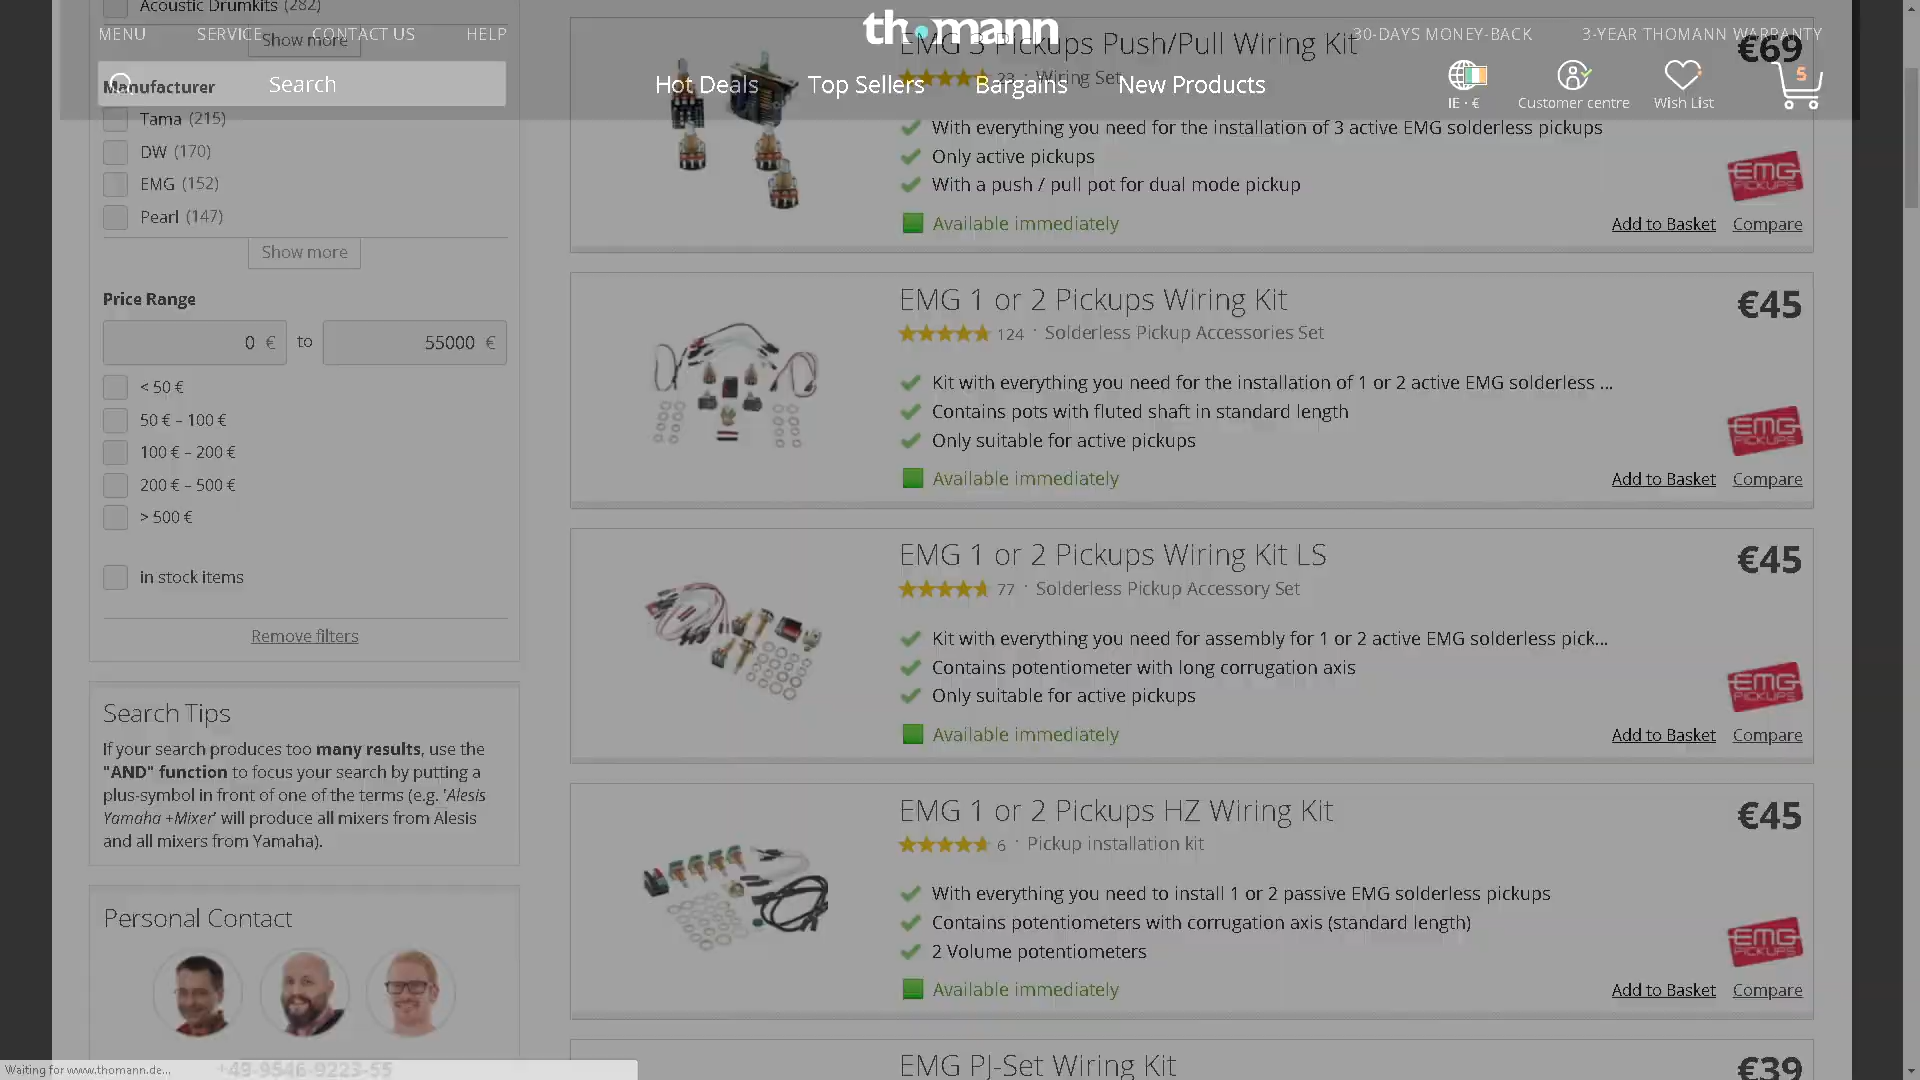 MENU
SERVICE
CONTACT US
HELP
thomann
30-DAYS MONEY-BACK
3-YEAR THOMANN WARRANTY
Search
Hot Deals
Top Sellers
Bargains
New Products
IE · €
Customer centre
Wish List
5
Acoustic Drumkits (282)
Show more
Manufacturer
Tama (215)
DW (170)
EMG (152)
Pearl (147)
Show more
Price Range
0 € to 55000 €
< 50 €
50 € – 100 €
100 € – 200 €
200 € – 500 €
> 500 €
in stock items
Remove filters
Search Tips
If your search produces too many results, use the
"AND" function to focus your search by putting a
plus-symbol in front of one of the terms (e.g. 'Alesis
Yamaha +Mixer' will produce all mixers from Alesis
and all mixers from Yamaha).
Personal Contact
+49-9546-9223-55
Waiting for www.thomann.de...
EMG 3 Pickups Push/Pull Wiring Kit
€69
23 · Wiring Set
With everything you need for the installation of 3 active EMG solderless pickups
Only active pickups
With a push / pull pot for dual mode pickup
EMG
PICKUPS
Available immediately
Add to Basket
Compare
EMG 1 or 2 Pickups Wiring Kit
€45
124 · Solderless Pickup Accessories Set
Kit with everything you need for the installation of 1 or 2 active EMG solderless ...
Contains pots with fluted shaft in standard length
Only suitable for active pickups
EMG
PICKUPS
Available immediately
Add to Basket
Compare
EMG 1 or 2 Pickups Wiring Kit LS
€45
77 · Solderless Pickup Accessory Set
Kit with everything you need for assembly for 1 or 2 active EMG solderless pick...
Contains potentiometer with long corrugation axis
Only suitable for active pickups
EMG
PICKUPS
Available immediately
Add to Basket
Compare
EMG 1 or 2 Pickups HZ Wiring Kit
€45
6 · Pickup installation kit
With everything you need to install 1 or 2 passive EMG solderless pickups
Contains potentiometers with corrugation axis (standard length)
2 Volume potentiometers
EMG
PICKUPS
Available immediately
Add to Basket
Compare
EMG PJ-Set Wiring Kit
€39